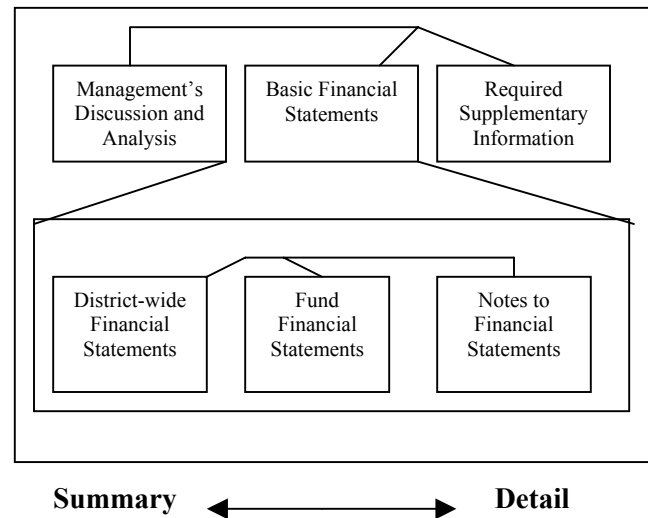 Management’s
Discussion and
Analysis
Basic Financial
Statements
Required
Supplementary
Information
District-wide
Financial
Statements
Fund
Financial
Statements
Notes to
Financial
Statements
Summary
Detail